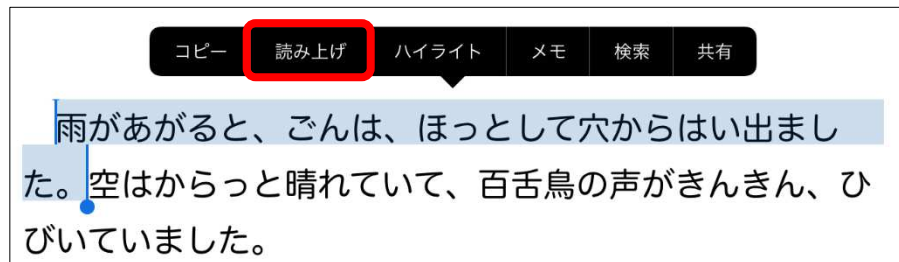 コピー 読み上げ ハイライト メモ 検索 共有
雨があがると、ごんは、ほっとして穴からはい出まし
た。空はからっと晴れていて、百舌鳥の声がきんきん、ひ
びいていました。